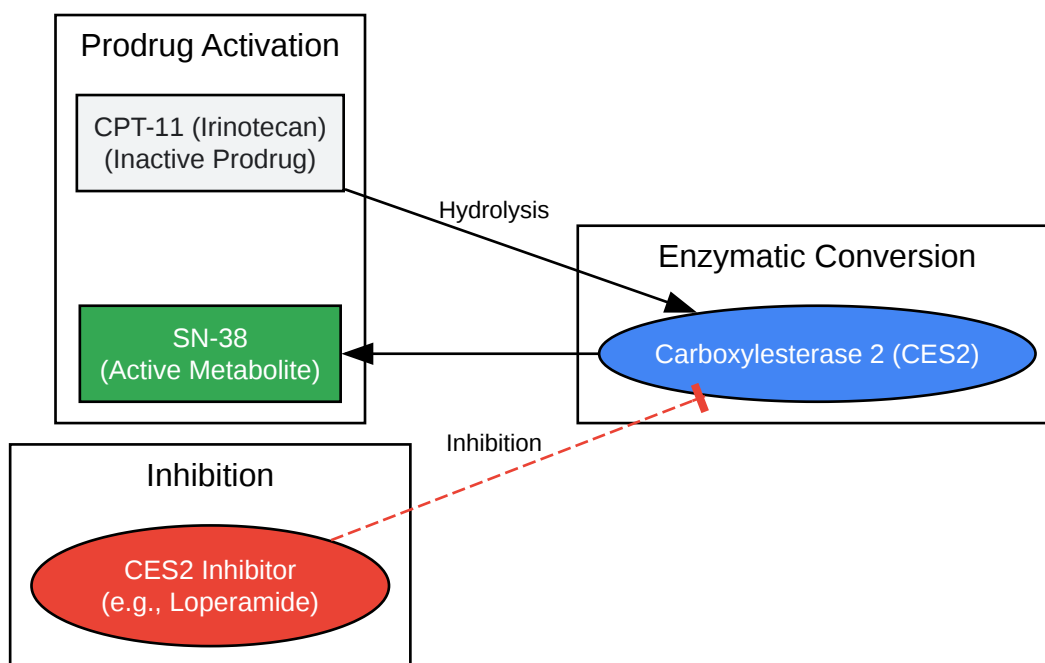 Prodrug Activation
CPT-11 (Irinotecan)
(Inactive Prodrug)
Hydrolysis
Enzymatic Conversion
SN-38
(Active Metabolite)
Carboxylesterase 2 (CES2)
Inhibition
Inhibition
CES2 Inhibitor
(e.g., Loperamide)